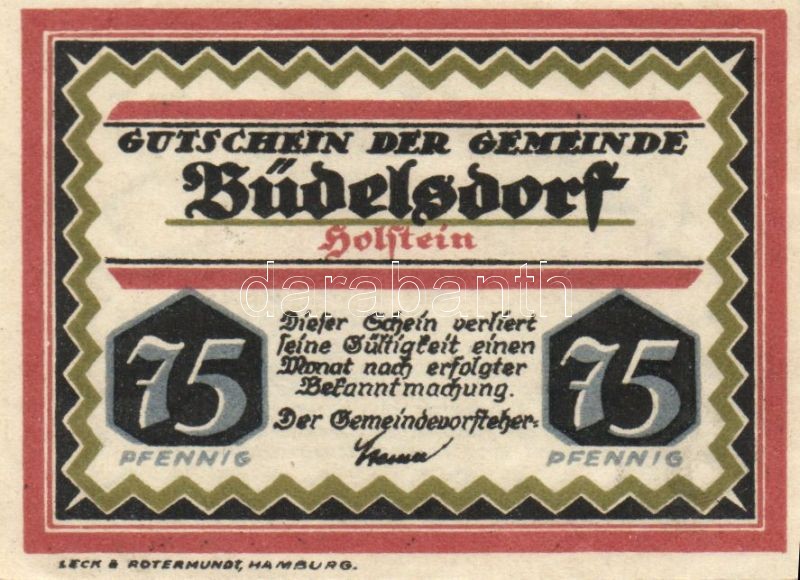 GUTSCHEIN DER GEMEINDE
Büdelsdorf
Holstein
darabanth
75 PFENNIG
Dieser Schein verliert
seine Gültigkeit einen
Monat nach erfolgter
Bekanntmachung.
Der Gemeindevorsteher:
75 PFENNIG
LECK & ROTERMUNDT, HAMBURG.